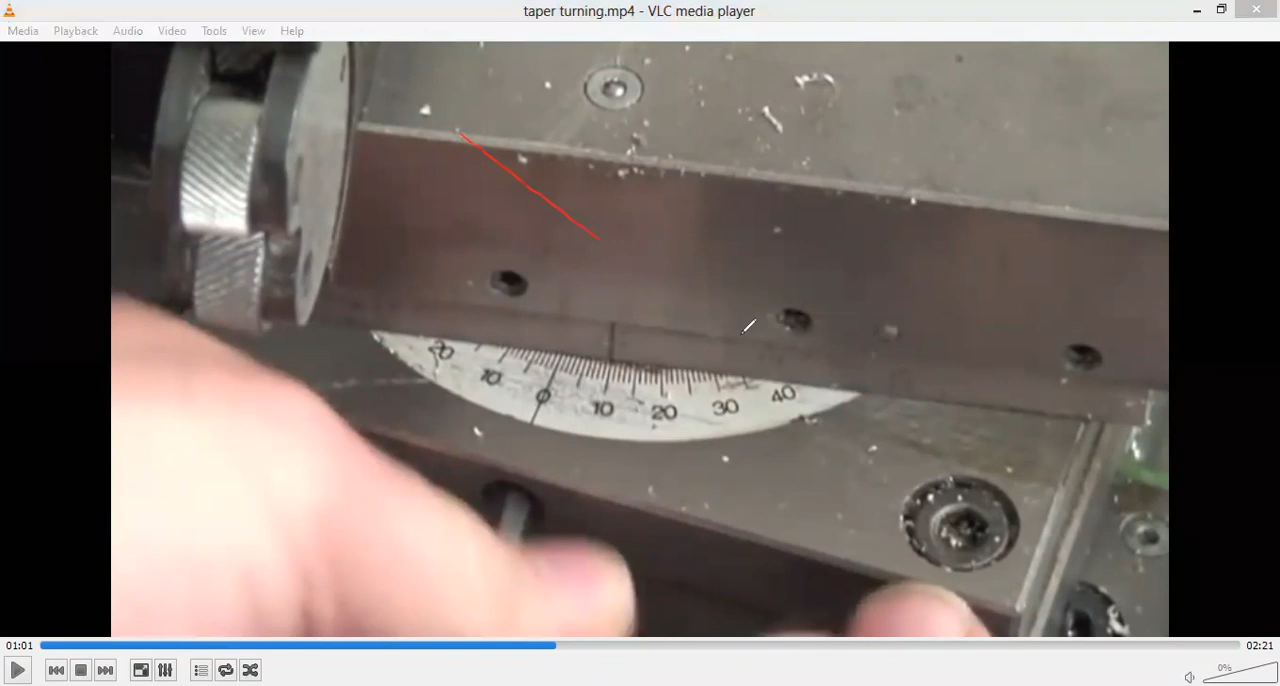 taper turning.mp4 - VLC media player
Media Playback Audio Video Tools View Help
20 10 0 10 20 30 40
01:01 02:21
0%